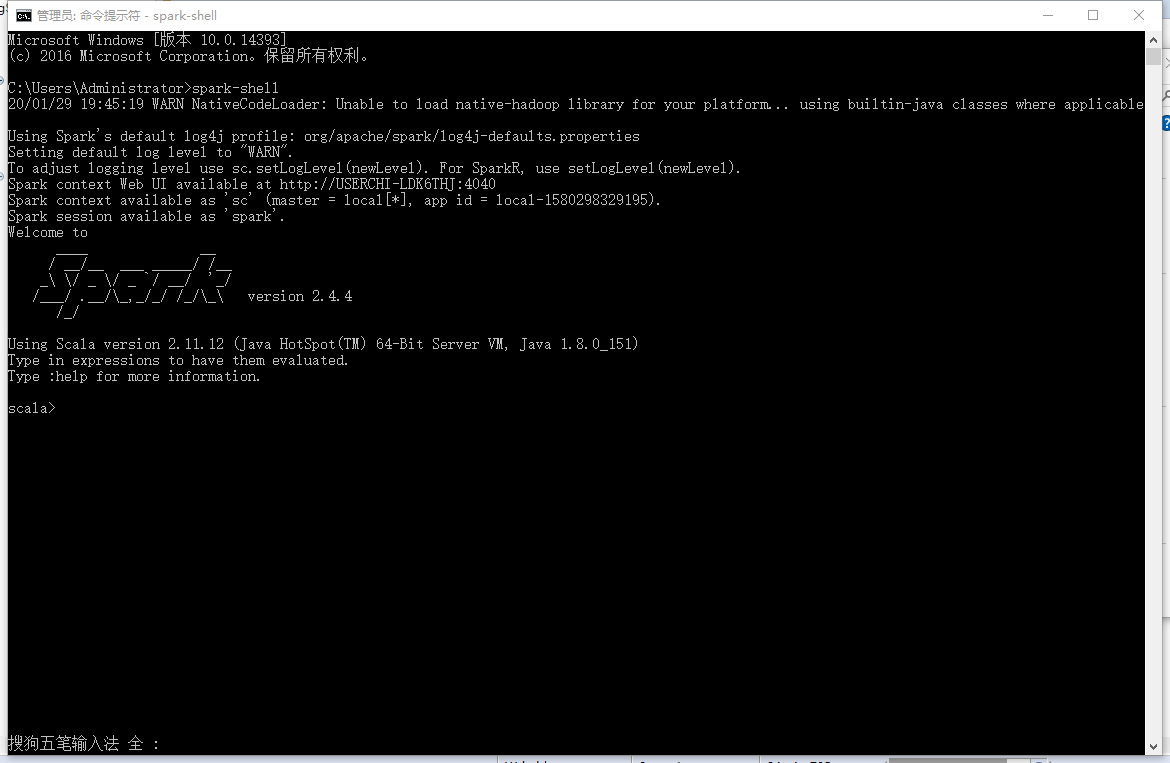 管理员: 命令提示符 - spark-shell
Microsoft Windows [版本 10.0.14393]
(c) 2016 Microsoft Corporation。保留所有权利。
C:\Users\Administrator>spark-shell
20/01/29 19:45:19 WARN NativeCodeLoader: Unable to load native-hadoop library for your platform... using builtin-java classes where applicable
Using Spark's default log4j profile: org/apache/spark/log4j-defaults.properties
Setting default log level to "WARN".
To adjust logging level use sc.setLogLevel(newLevel). For SparkR, use setLogLevel(newLevel).
Spark context Web UI available at http://USERCHI-LDK6THJ:4040
Spark context available as 'sc' (master = local[*], app id = local-1580298329195).
Spark session available as 'spark'.
Welcome to
Spark version 2.4.4
Using Scala version 2.11.12 (Java HotSpot(TM) 64-Bit Server VM, Java 1.8.0_151)
Type in expressions to have them evaluated.
Type :help for more information.
scala>
搜狗五笔输入法 全 :